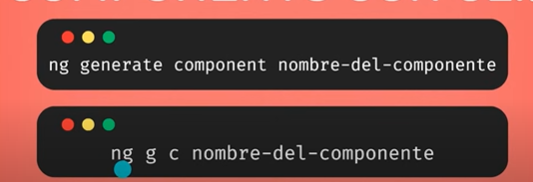 ng generate component nombre-del-componente
ng g c nombre-del-componente